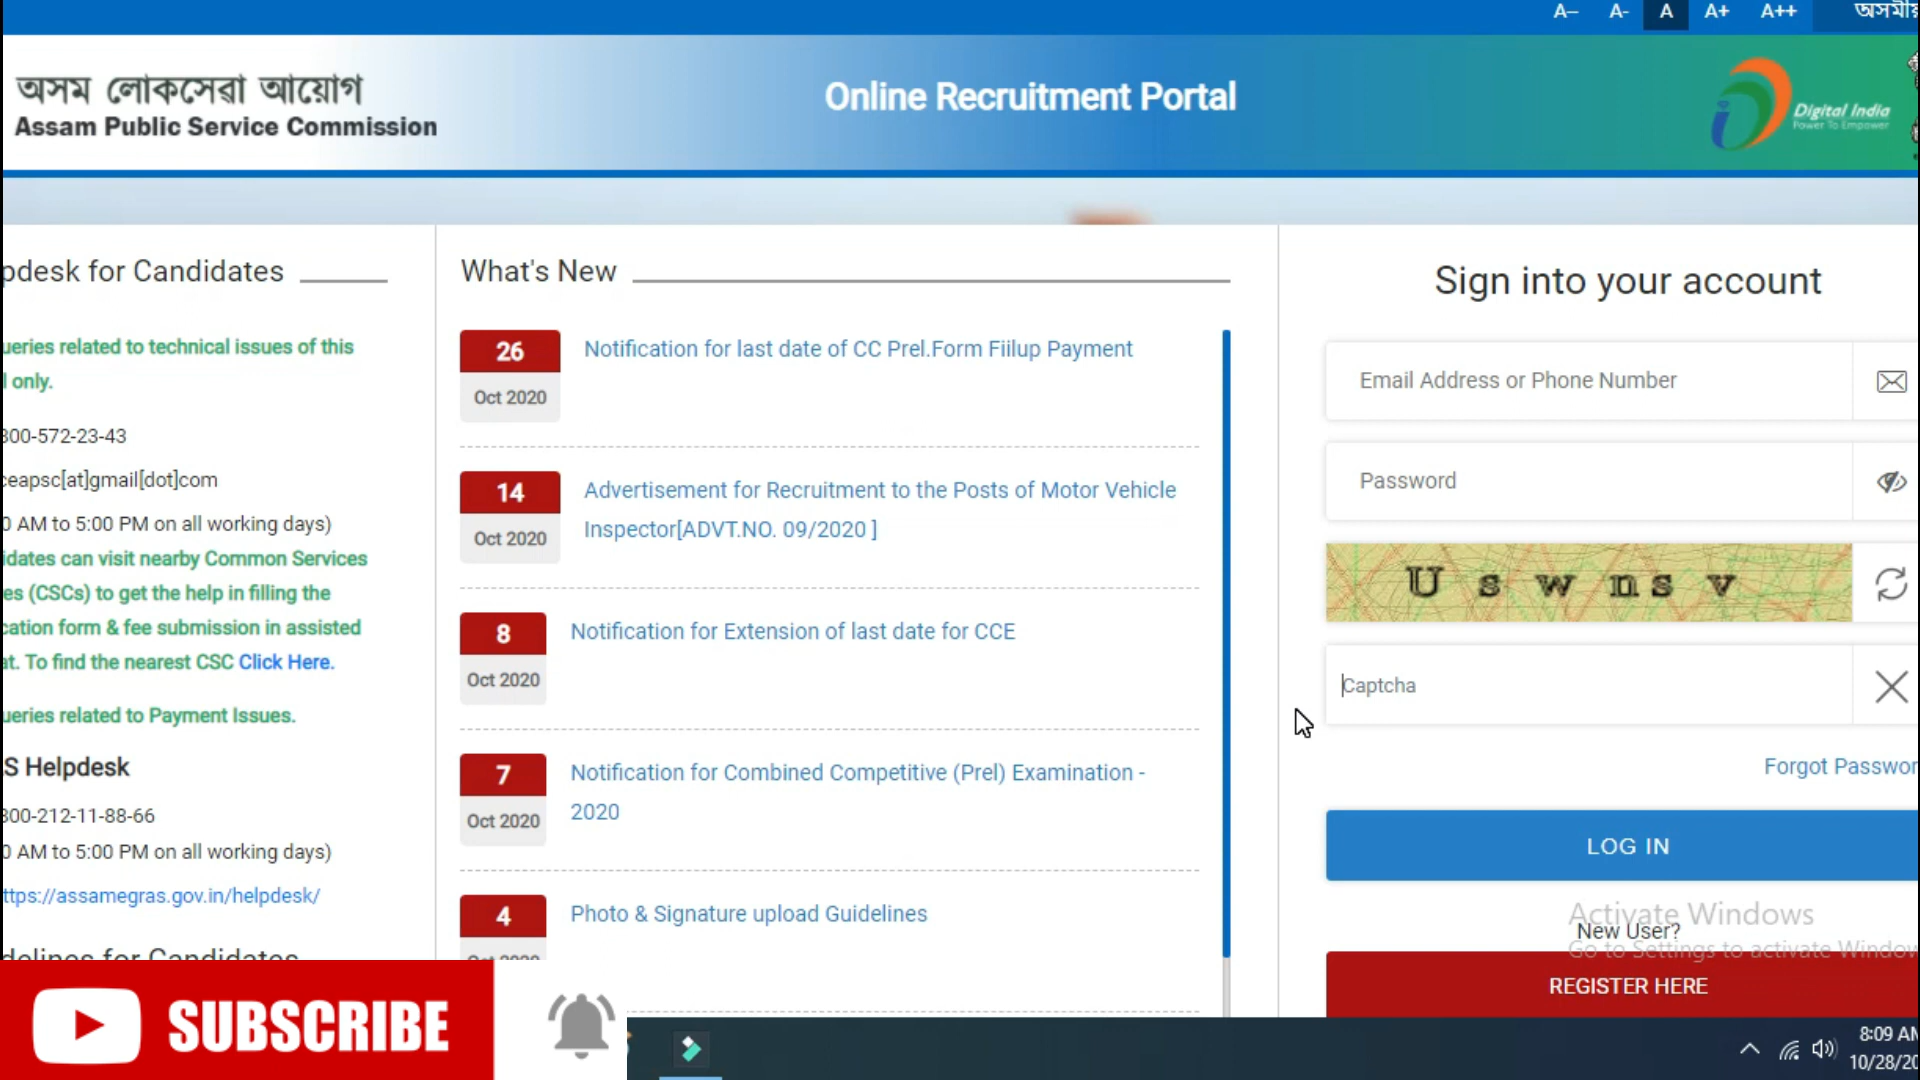 A– A- A A+ A++
অসম লোকসেৱা আয়োগ
Assam Public Service Commission
Online Recruitment Portal
Digital India
Power To Empower
pdesk for Candidates
ueries related to technical issues of this
l only.
300-572-23-43
ceapsc[at]gmail[dot]com
0 AM to 5:00 PM on all working days)
idates can visit nearby Common Services
es (CSCs) to get the help in filling the
cation form & fee submission in assisted
at. To find the nearest CSC Click Here.
ueries related to Payment Issues.
S Helpdesk
300-212-11-88-66
0 AM to 5:00 PM on all working days)
ttps://assamegras.gov.in/helpdesk/
What's New
26
Oct 2020
Notification for last date of CC Prel.Form Fiilup Payment
14
Oct 2020
Advertisement for Recruitment to the Posts of Motor Vehicle
Inspector[ADVT.NO. 09/2020 ]
8
Oct 2020
Notification for Extension of last date for CCE
7
Oct 2020
Notification for Combined Competitive (Prel) Examination -
2020
4
Photo & Signature upload Guidelines
Sign into your account
Email Address or Phone Number
Password
U s w n s v
Captcha
Forgot Passwor
LOG IN
Activate Windows
New User?
Go to Settings to activate Window
REGISTER HERE
SUBSCRIBE
8:09 AM
10/28/20